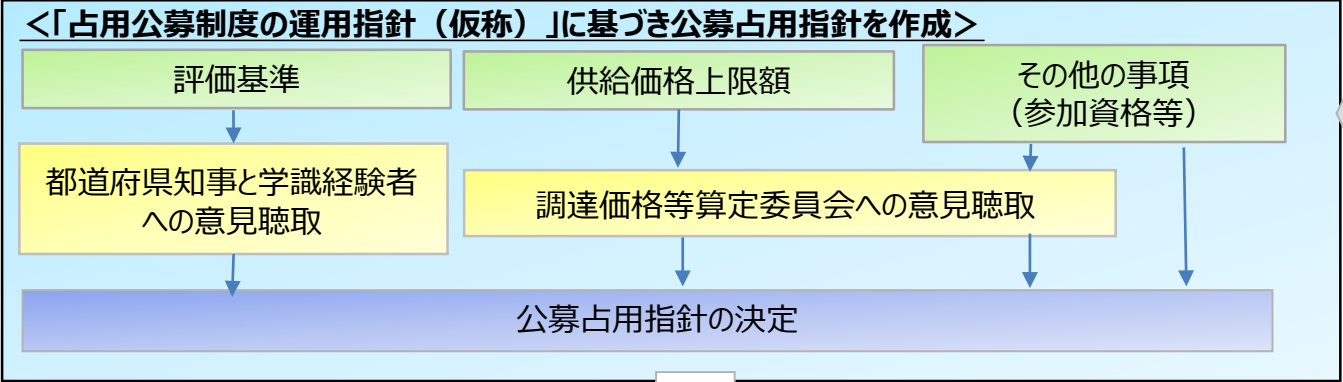 ＜「占用公募制度の運用指針（仮称）」に基づき公募占用指針を作成＞
評価基準
供給価格上限額
その他の事項
（参加資格等）
都道府県知事と学識経験者
への意見聴取
調達価格等算定委員会への意見聴取
公募占用指針の決定